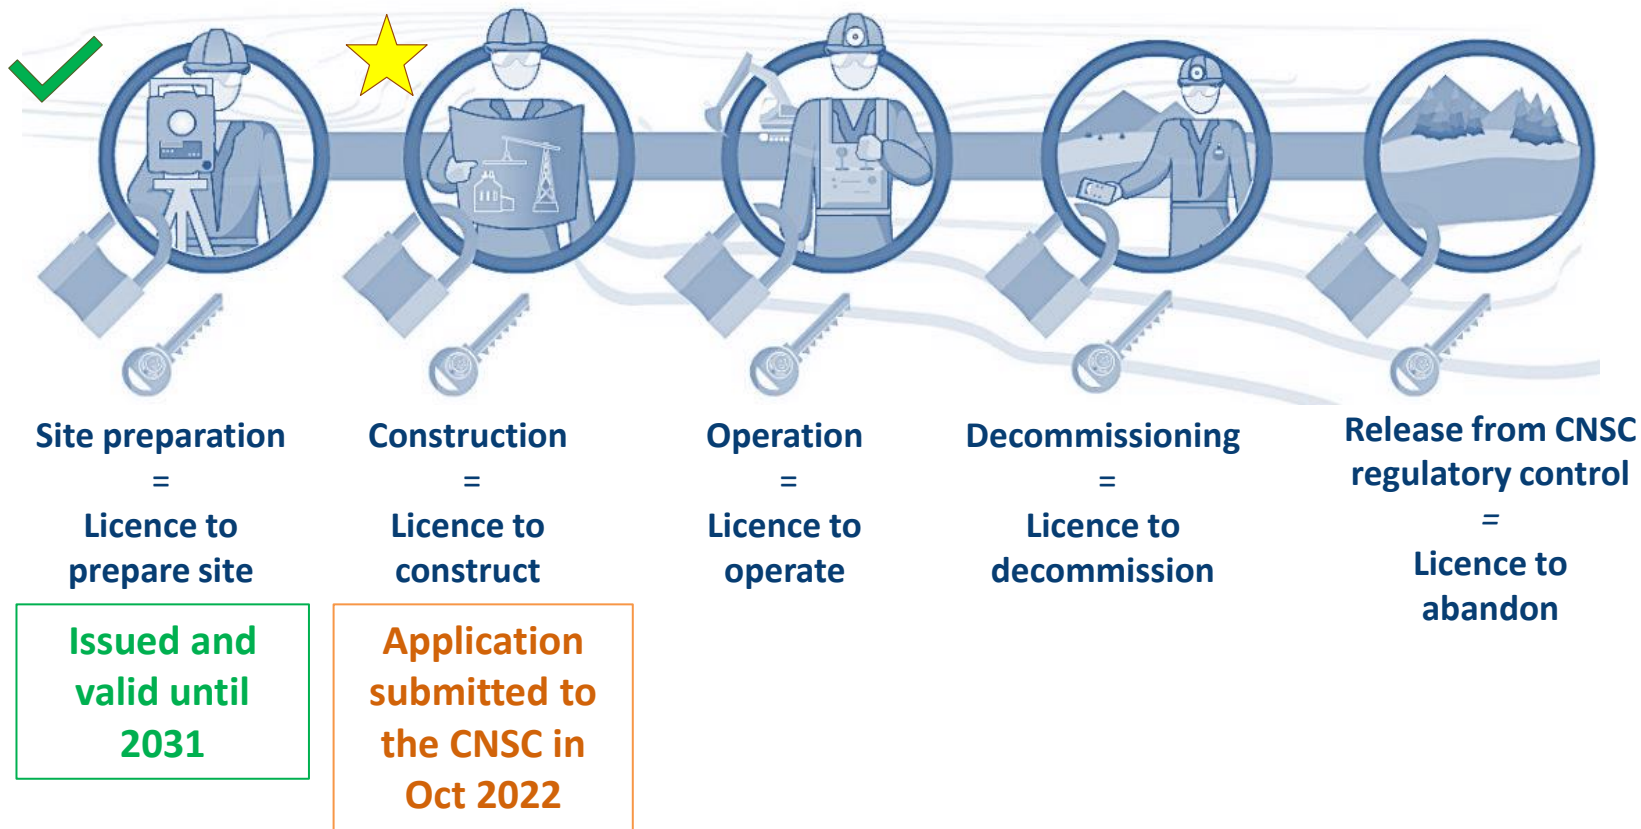 Site preparation
=
Licence to
prepare site
Issued and
valid until
2031
Construction
=
Licence to
construct
Application
submitted to
the CNSC in
Oct 2022
Operation
=
Licence to
operate
Decommissioning
=
Licence to
decommission
Release from CNSC
regulatory control
=
Licence to
abandon